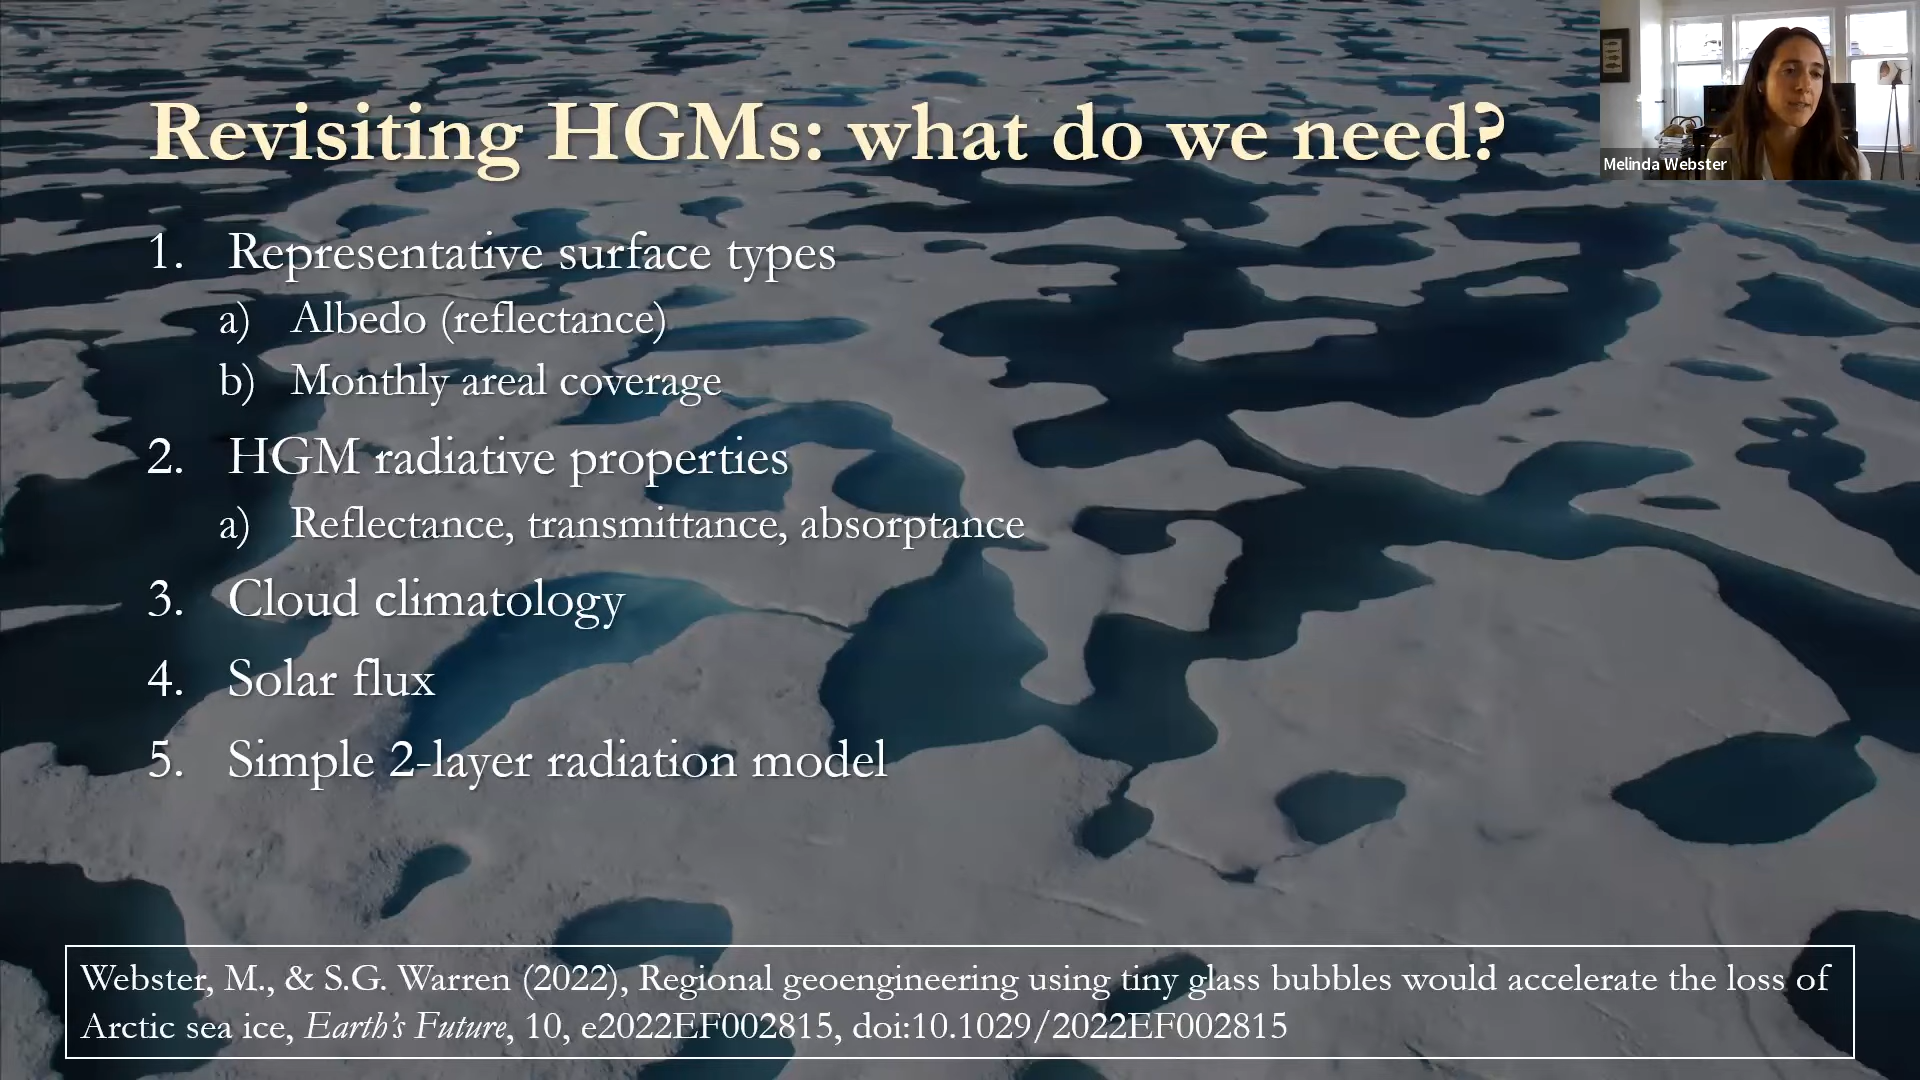 Revisiting HGMs: what do we need?
Melinda Webster
1. Representative surface types
a) Albedo (reflectance)
b) Monthly areal coverage
2. HGM radiative properties
a) Reflectance, transmittance, absorptance
3. Cloud climatology
4. Solar flux
5. Simple 2-layer radiation model
Webster, M., & S.G. Warren (2022), Regional geoengineering using tiny glass bubbles would accelerate the loss of
Arctic sea ice, Earth's Future, 10, e2022EF002815, doi:10.1029/2022EF002815